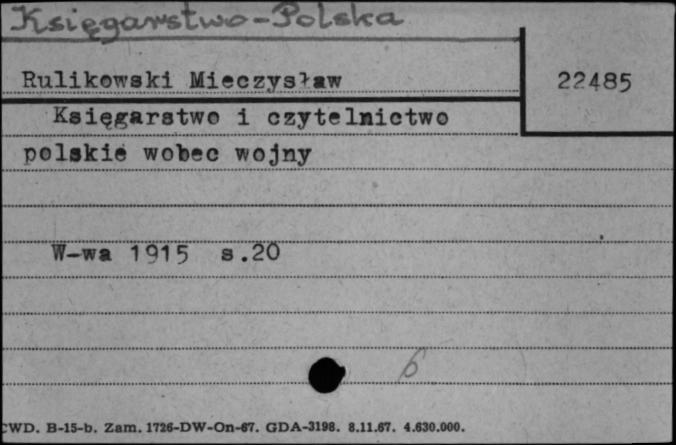 Księgarstwo-Polska
Rulikowski Mieczysław
22485
Księgarstwo i czytelnictwo
polskie wobec wojny
W-wa 1915 s.20
6
CWD. B-15-b. Zam. 1726-DW-On-67. GDA-3198. 8.11.67. 4.630.000.